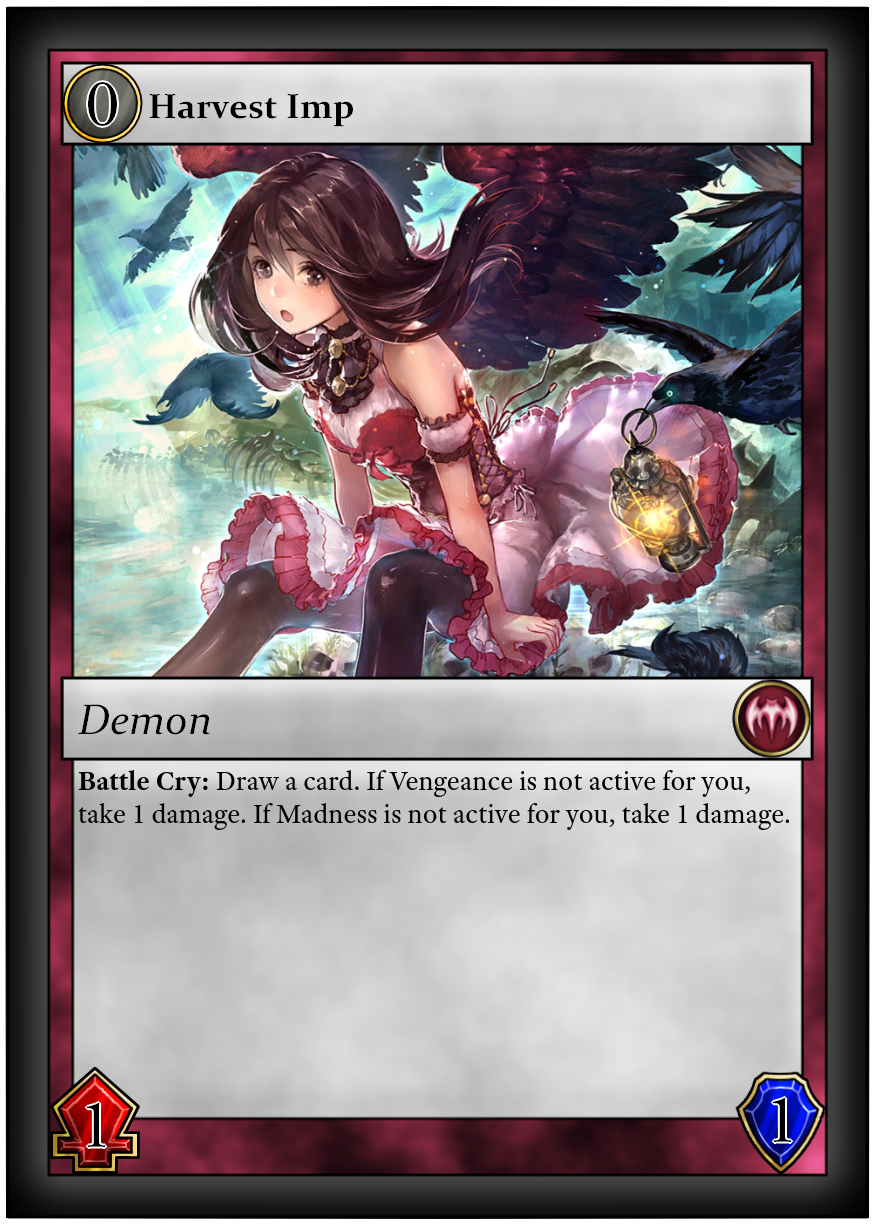 0 Harvest Imp
Demon
Battle Cry: Draw a card. If Vengeance is not active for you,
take 1 damage. If Madness is not active for you, take 1 damage.
1 1